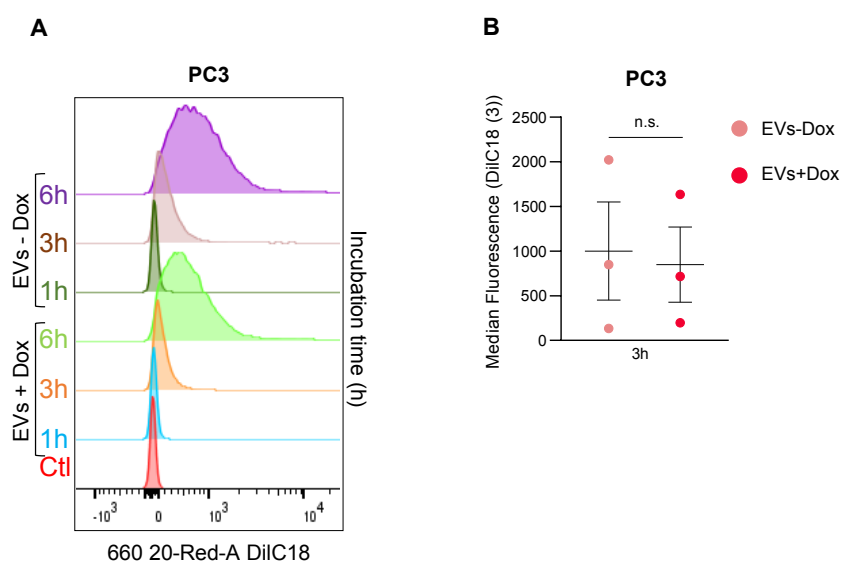 A
PC3
EVs - Dox
6h
3h
1h
EVs + Dox
6h
3h
1h
Ctl
Incubation time (h)
-10³ 0 10³ 10⁴
660 20-Red-A DilC18
B
PC3
Median Fluorescence (DilC18 (3))
2500
2000
1500
1000
500
0
n.s.
3h
EVs-Dox
EVs+Dox